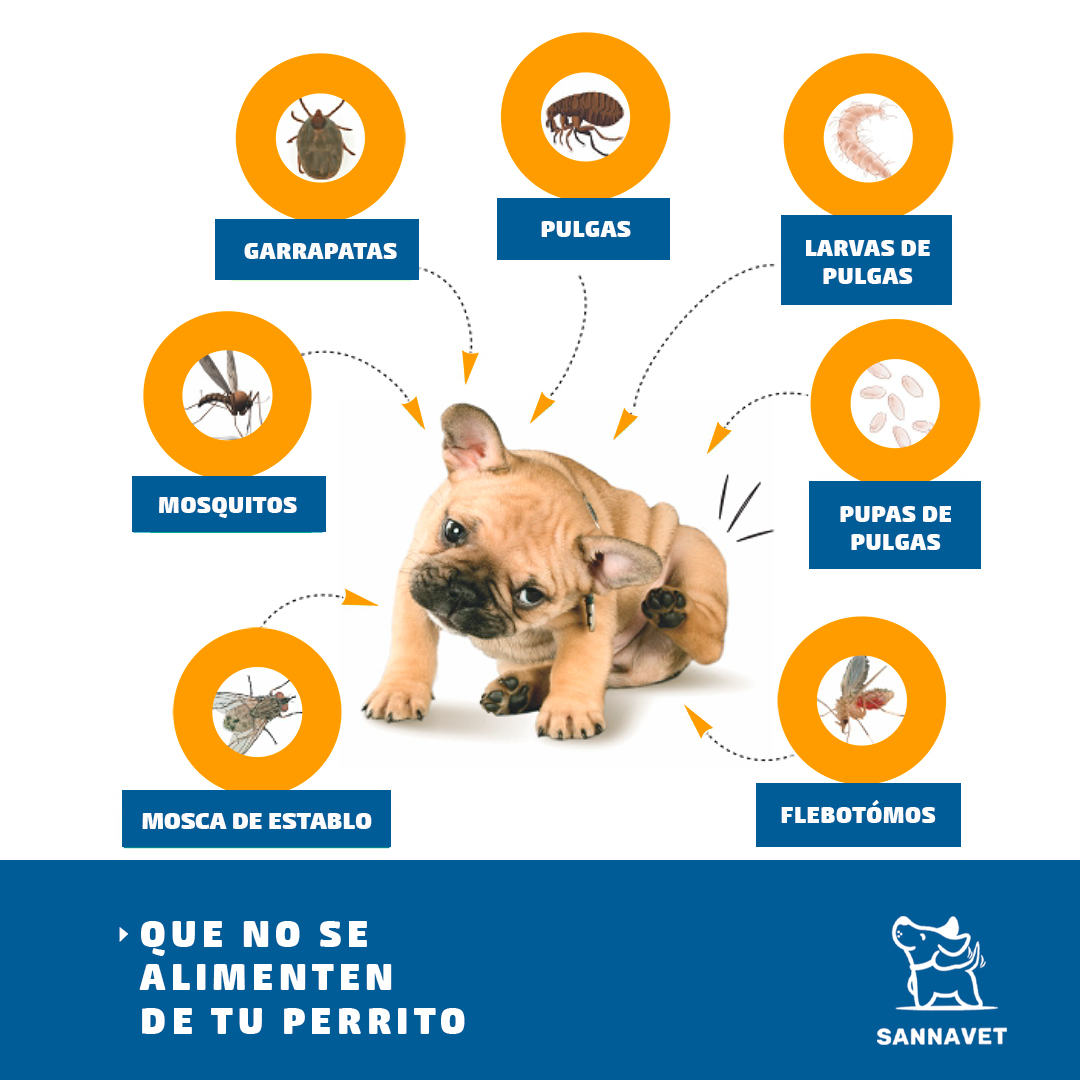 GARRAPATAS
PULGAS
LARVAS DE
PULGAS
MOSQUITOS
PUPAS DE
PULGAS
MOSCA DE ESTABLO
FLEBOTÓMOS
QUE NO SE
ALIMENTEN
DE TU PERRITO
SANNAVET